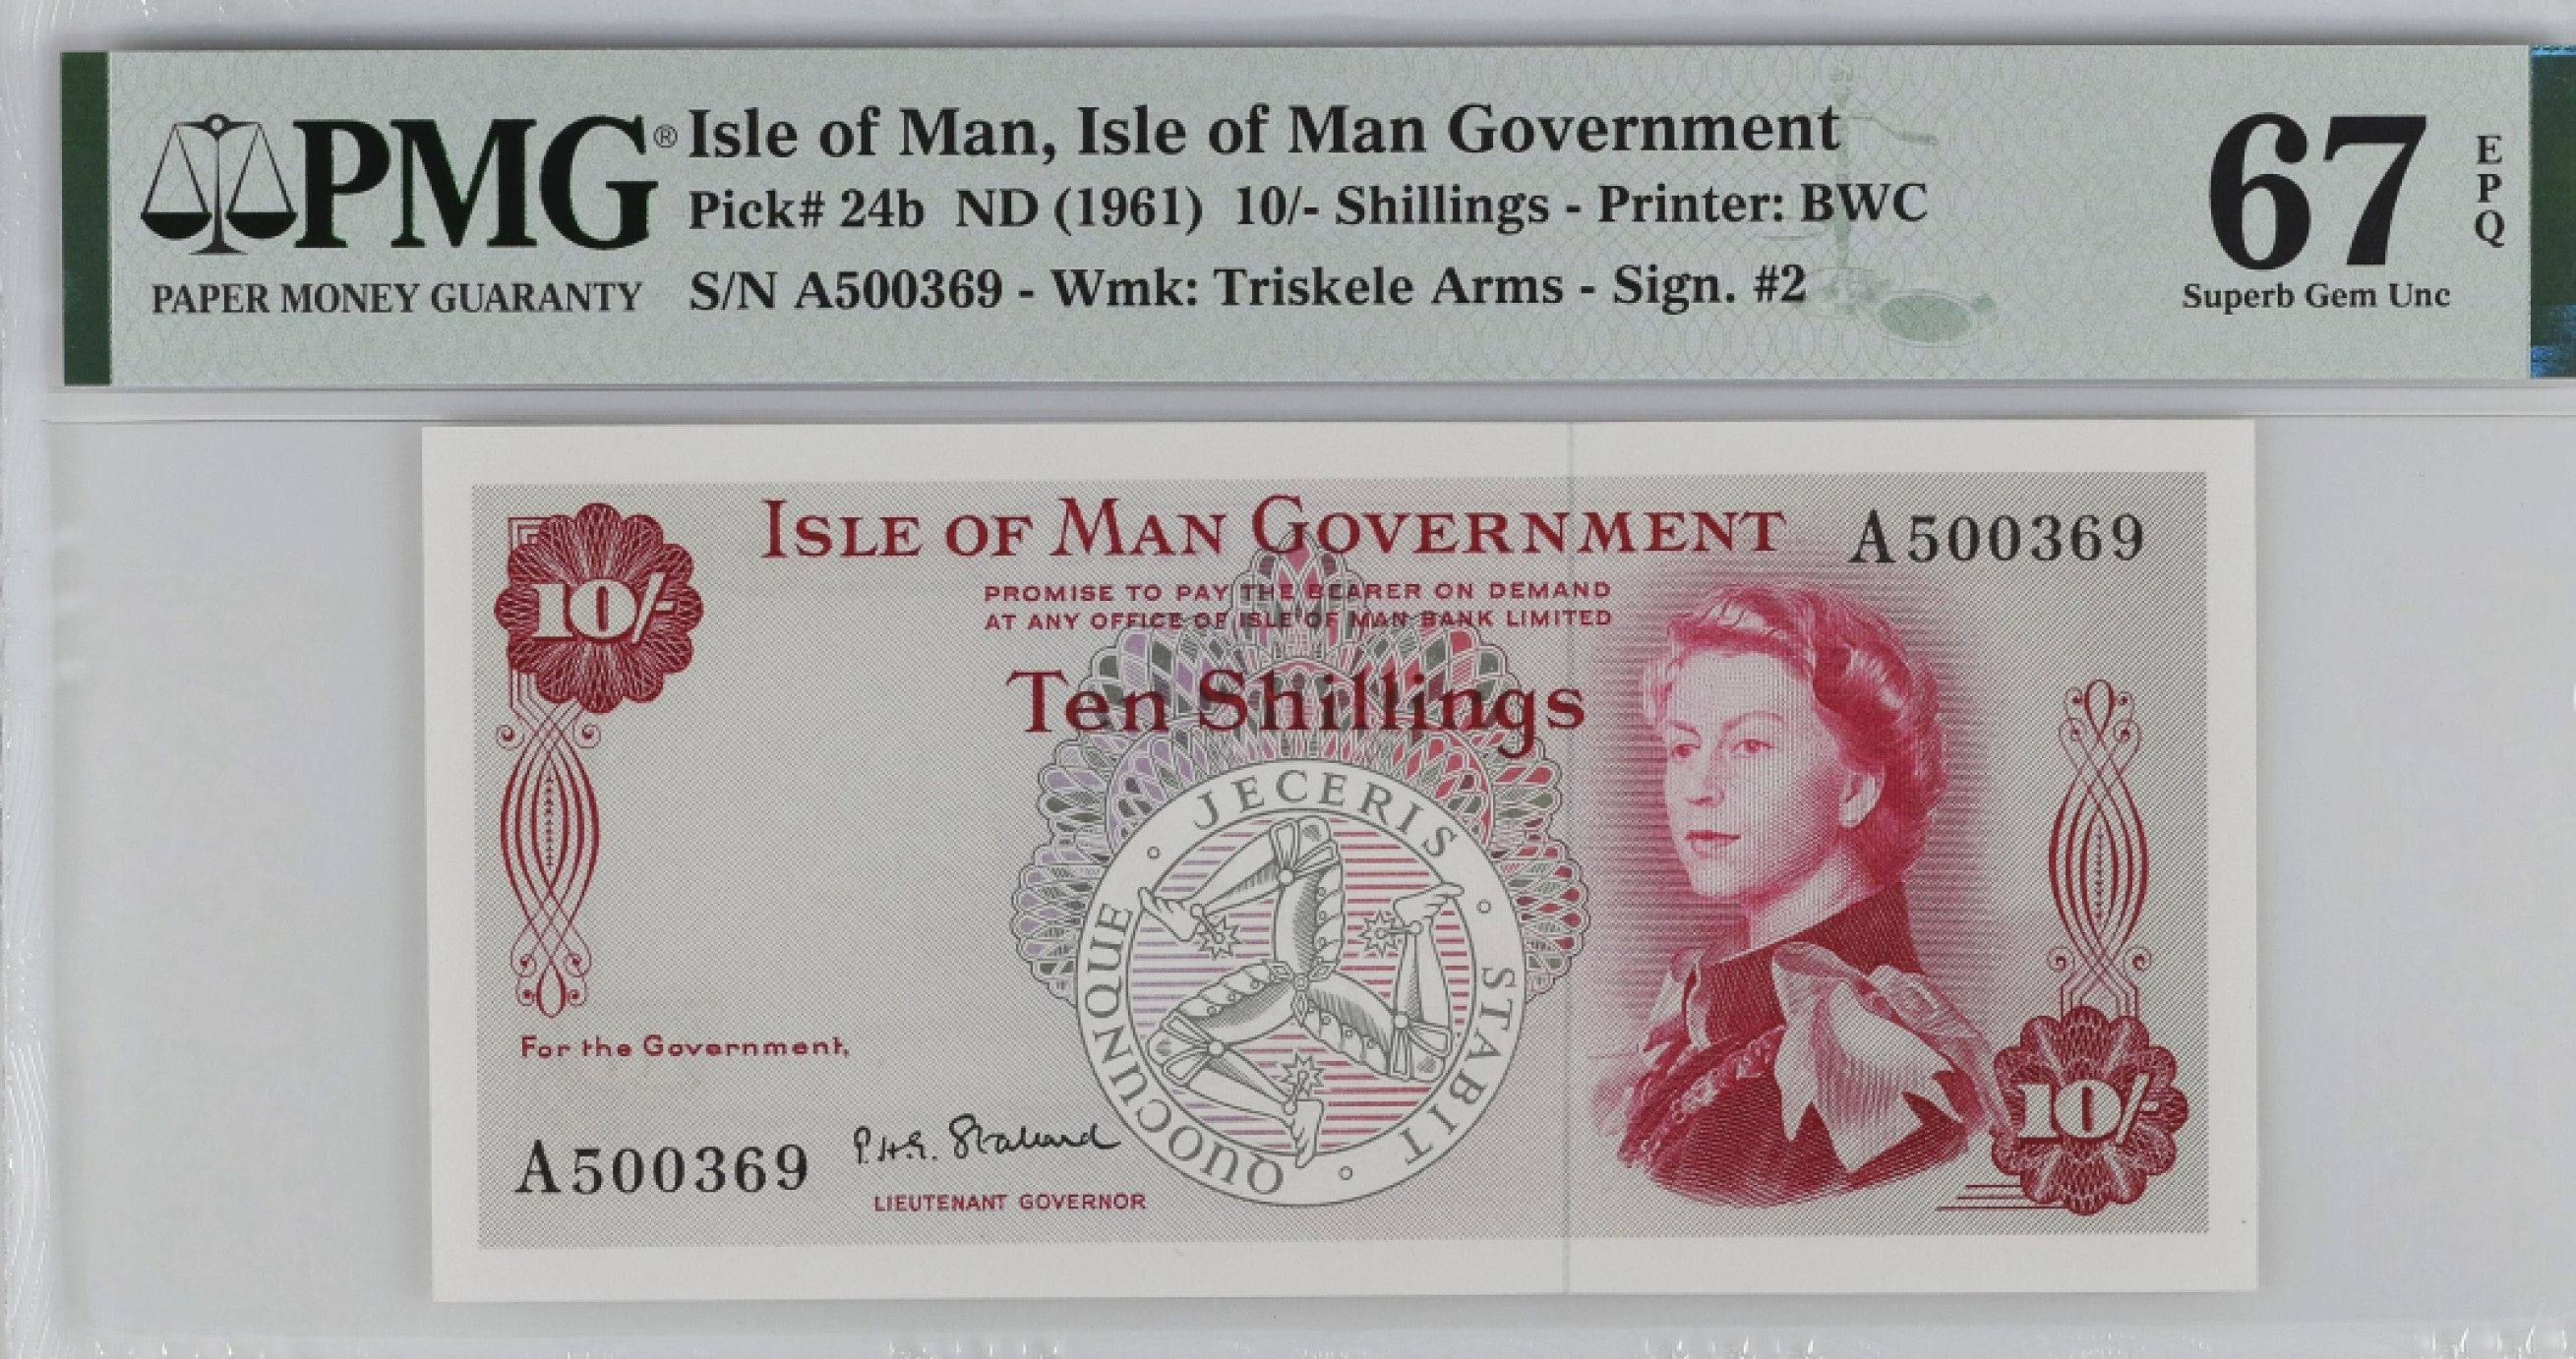 PMG®
PAPER MONEY GUARANTY
Isle of Man, Isle of Man Government
Pick# 24b ND (1961) 10/- Shillings - Printer: BWC
S/N A500369 - Wmk: Triskele Arms - Sign. #2
67
EPQ
Superb Gem Unc
ISLE OF MAN GOVERNMENT
A500369
PROMISE TO PAY THE BEARER ON DEMAND
AT ANY OFFICE OF ISLE OF MAN BANK LIMITED
10/-
Ten Shillings
QUOCUNQUE · JECERIS · STABIT ·
For the Government,
10/-
A500369
P.H.G. Stallard
LIEUTENANT GOVERNOR